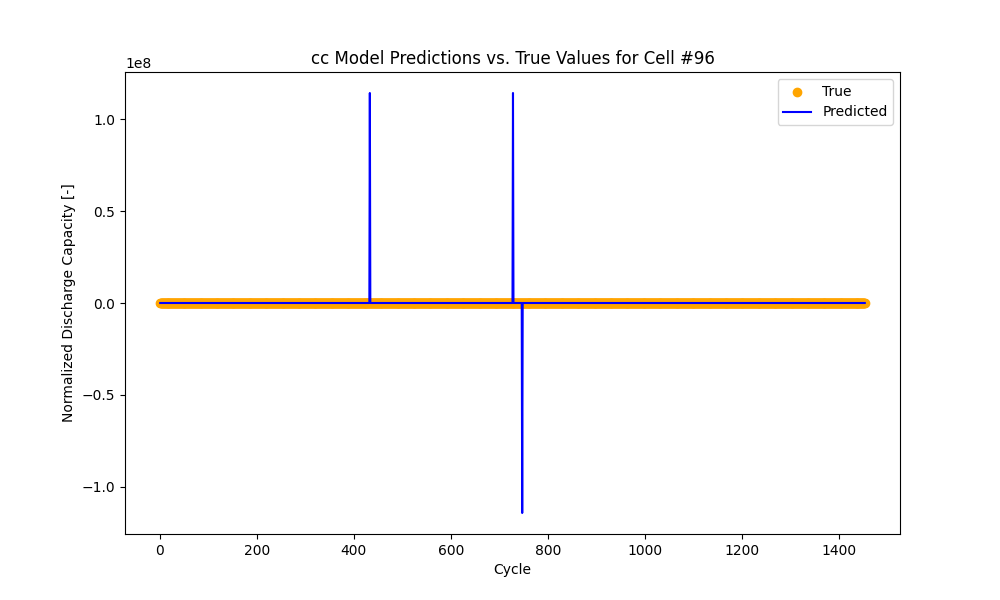 cc Model Predictions vs. True Values for Cell #96
1e8
True
Predicted
1.0
0.5
0.0
−0.5
−1.0
Normalized Discharge Capacity [-]
0 200 400 600 800 1000 1200 1400
Cycle